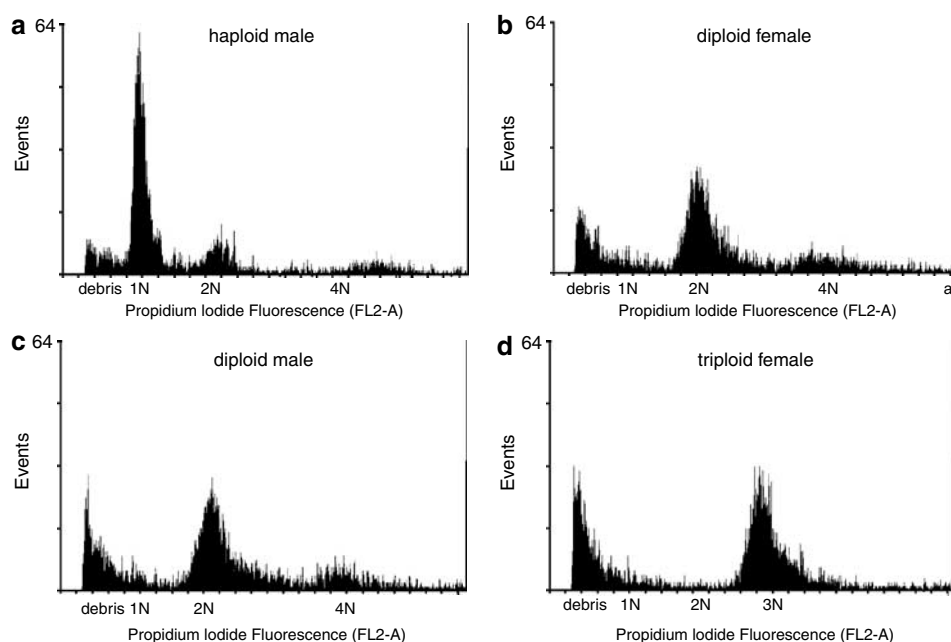 a
64
haploid male
Events
debris 1N 2N 4N
Propidium Iodide Fluorescence (FL2-A)
b
64
diploid female
Events
debris 1N 2N 4N a
Propidium Iodide Fluorescence (FL2-A)
c
64
diploid male
Events
debris 1N 2N 4N
Propidium Iodide Fluorescence (FL2-A)
d
64
triploid female
Events
debris 1N 2N 3N
Propidium Iodide Fluorescence (FL2-A)